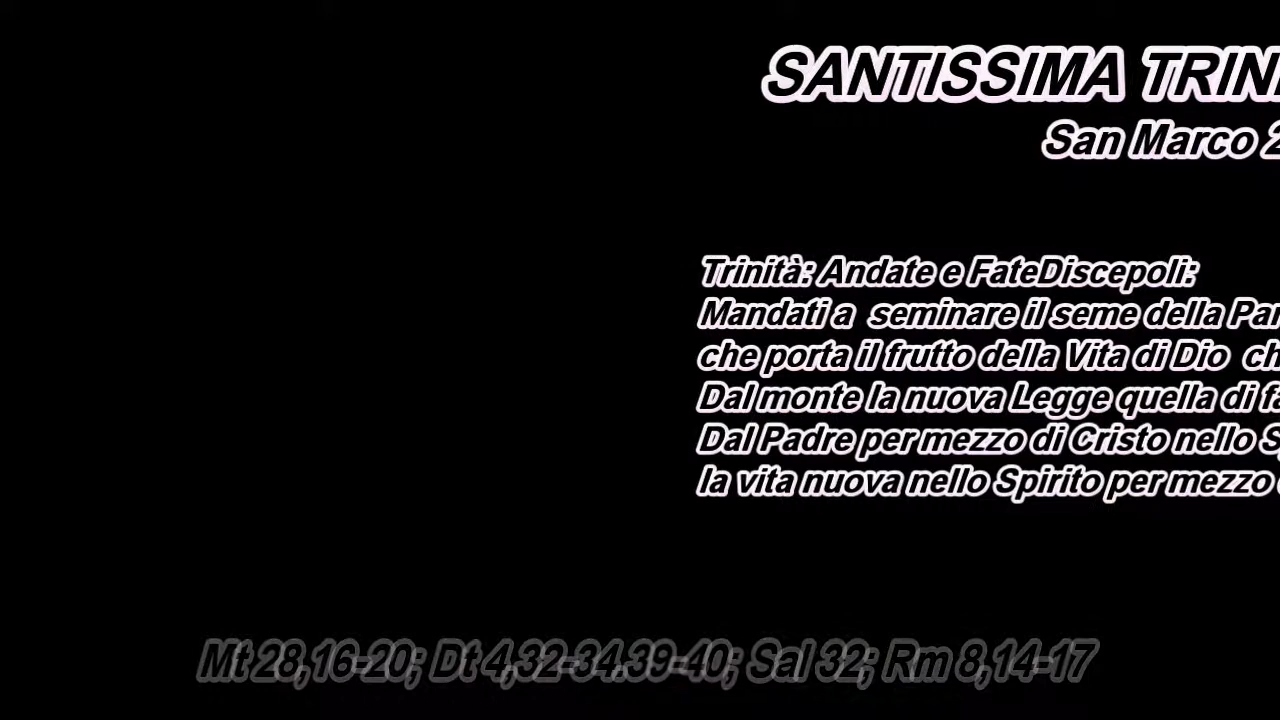 SANTISSIMA TRINI
San Marco 2
Trinità: Andate e FateDiscepoli:
Mandati a seminare il seme della Par
che porta il frutto della Vita di Dio ch
Dal monte la nuova Legge quella di fa
Dal Padre per mezzo di Cristo nello Sp
la vita nuova nello Spirito per mezzo
Mt 28,16-20; Dt 4,32-34.39-40; Sal 32; Rm 8,14-17